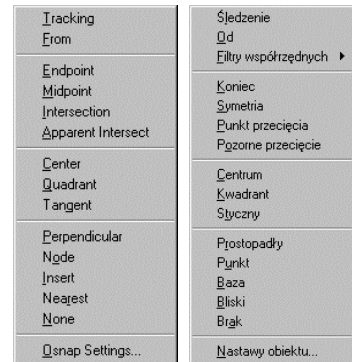 Tracking
From
Endpoint
Midpoint
Intersection
Apparent Intersect
Center
Quadrant
Tangent
Perpendicular
Node
Insert
Nearest
None
Osnap Settings...
Śledzenie
Od
Filtry współrzędnych
Koniec
Symetria
Punkt przecięcia
Pozorne przecięcie
Centrum
Kwadrant
Styczny
Prostopadły
Punkt
Baza
Bliski
Brak
Nastawy obiektu...